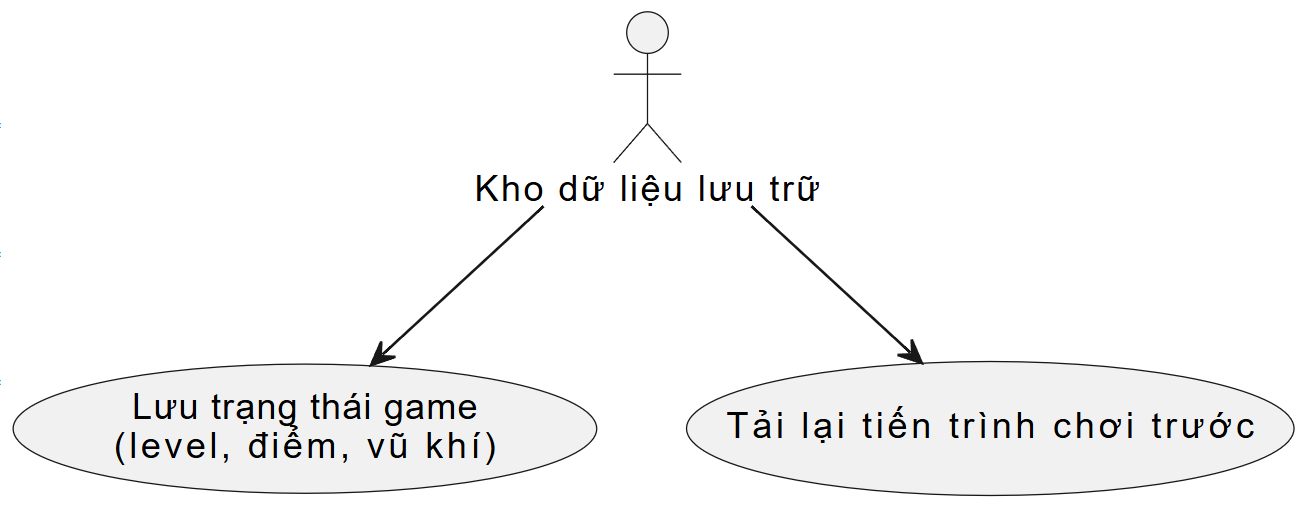 Kho dữ liệu lưu trữ
Lưu trạng thái game
(level, điểm, vũ khí)
Tải lại tiến trình chơi trước